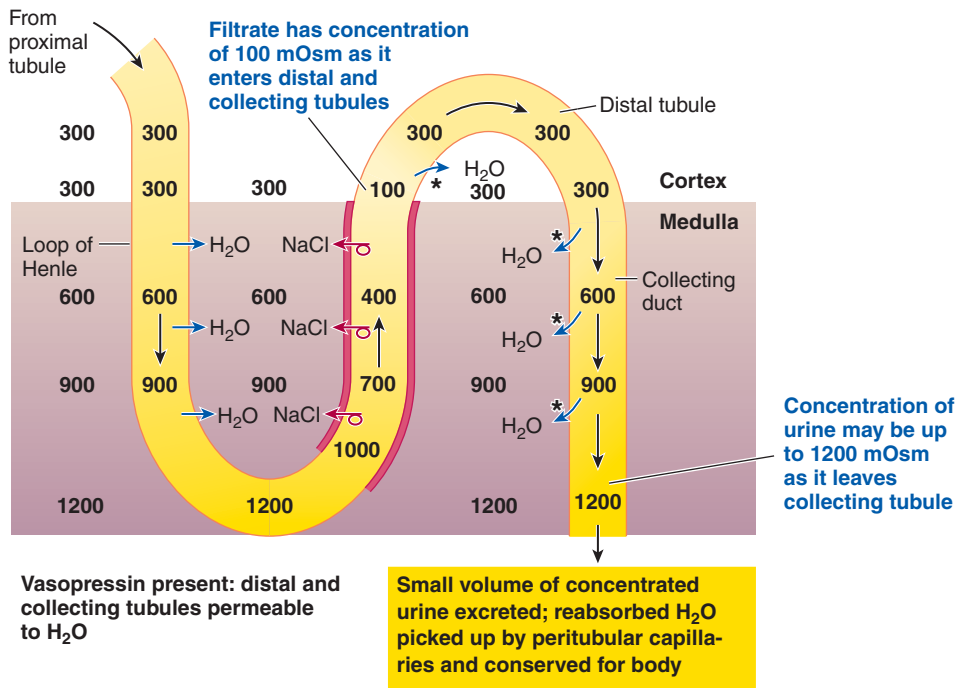 From
proximal
tubule
Filtrate has concentration
of 100 mOsm as it
enters distal and
collecting tubules
Distal tubule
300 300 300 300
H₂O
*
300 300 300 100 300 300
Cortex
Medulla
Loop of
Henle
H₂O NaCl
*
H₂O
Collecting
duct
600 600 600 400 600 600
H₂O NaCl
*
H₂O
900 900 900 700 900 900
H₂O NaCl
*
H₂O
1000
1200 1200 1200 1200
Concentration of
urine may be up
to 1200 mOsm
as it leaves
collecting tubule
Vasopressin present: distal and
collecting tubules permeable
to H₂O
Small volume of concentrated
urine excreted; reabsorbed H₂O
picked up by peritubular capilla-
ries and conserved for body